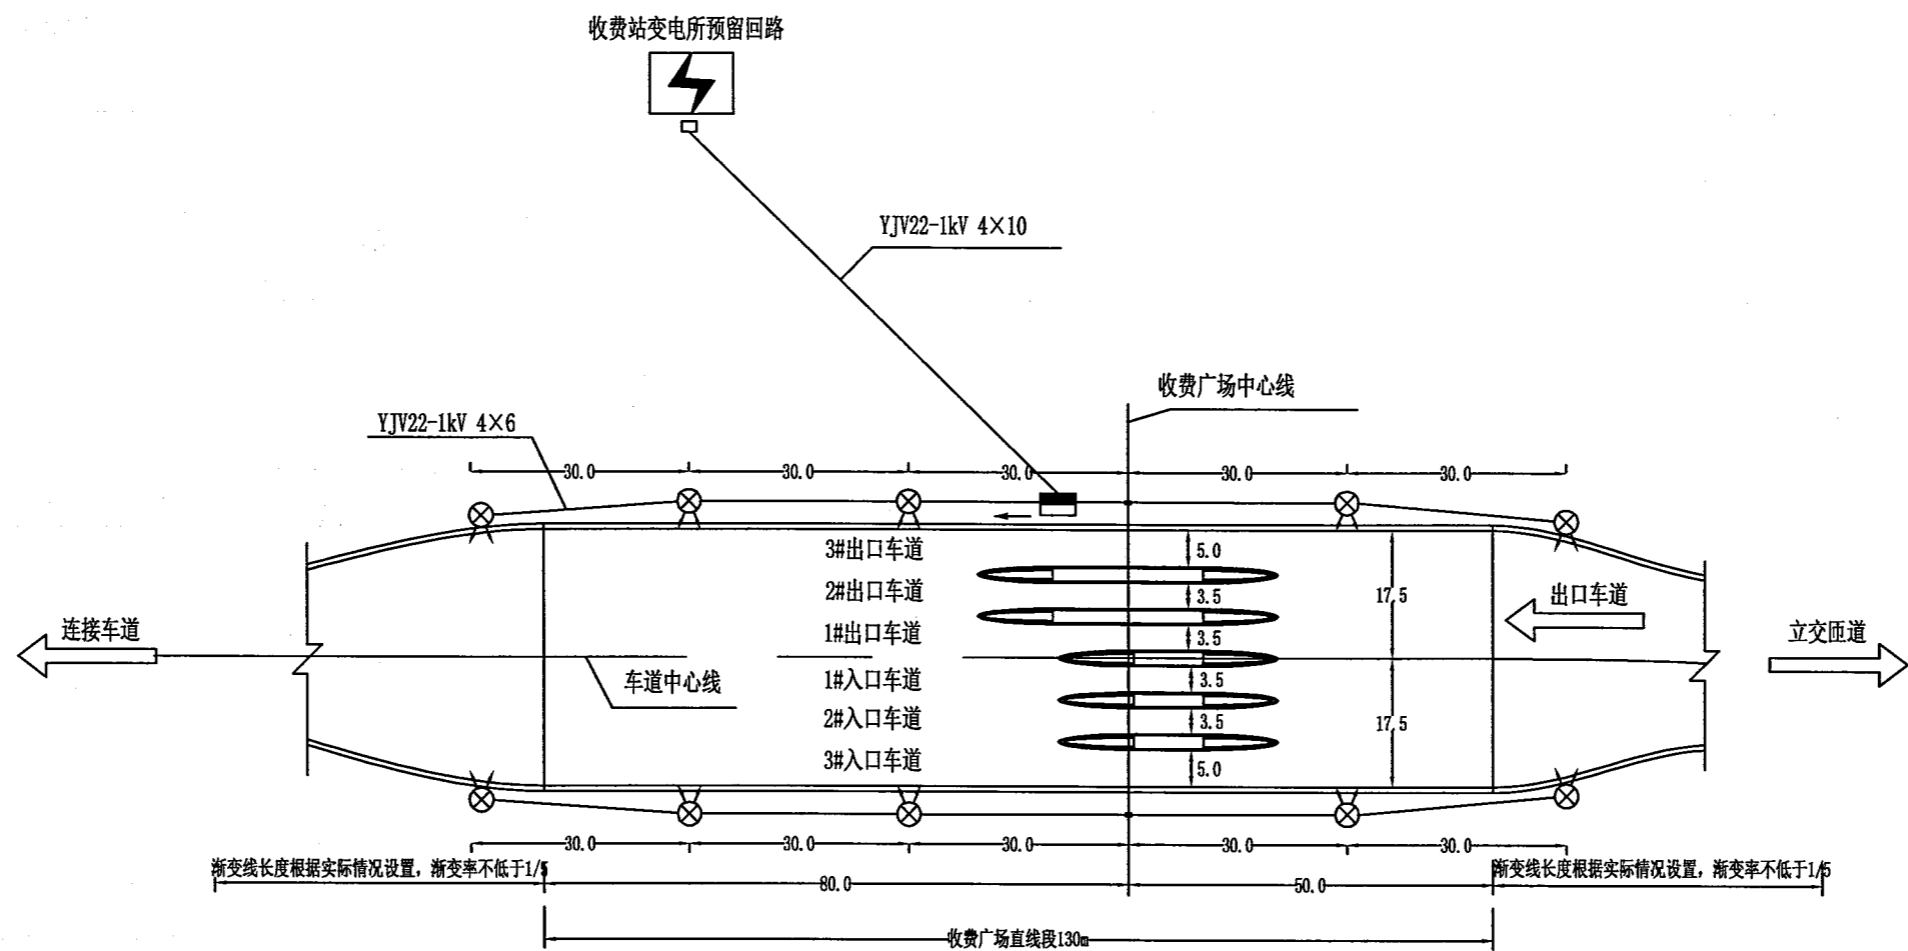 收费站变电所预留回路
YJV22-1kV 4×10
收费广场中心线
YJV22-1kV 4×6
30.0 30.0 30.0 30.0 30.0
3#出口车道
5.0
2#出口车道
3.5
17.5
出口车道
1#出口车道
3.5
连接车道
立交匝道
车道中心线
1#入口车道
3.5
2#入口车道
3.5
17.5
3#入口车道
5.0
30.0 30.0 30.0 30.0 30.0
渐变线长度根据实际情况设置，渐变率不低于1/5
渐变线长度根据实际情况设置，渐变率不低于1/5
80.0 50.0
收费广场直线段130m